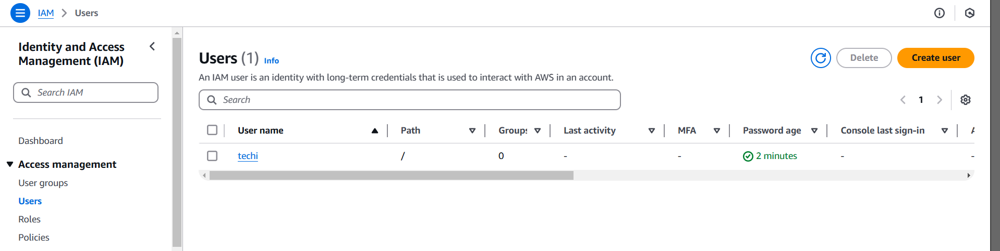 IAM > Users
Identity and Access
Management (IAM)
Search IAM
Dashboard
Access management
User groups
Users
Roles
Policies
Users (1) Info
Delete
Create user
An IAM user is an identity with long-term credentials that is used to interact with AWS in an account.
Search
1
User name Path Groups Last activity MFA Password age Console last sign-in A
techi / 0 - - 2 minutes - -